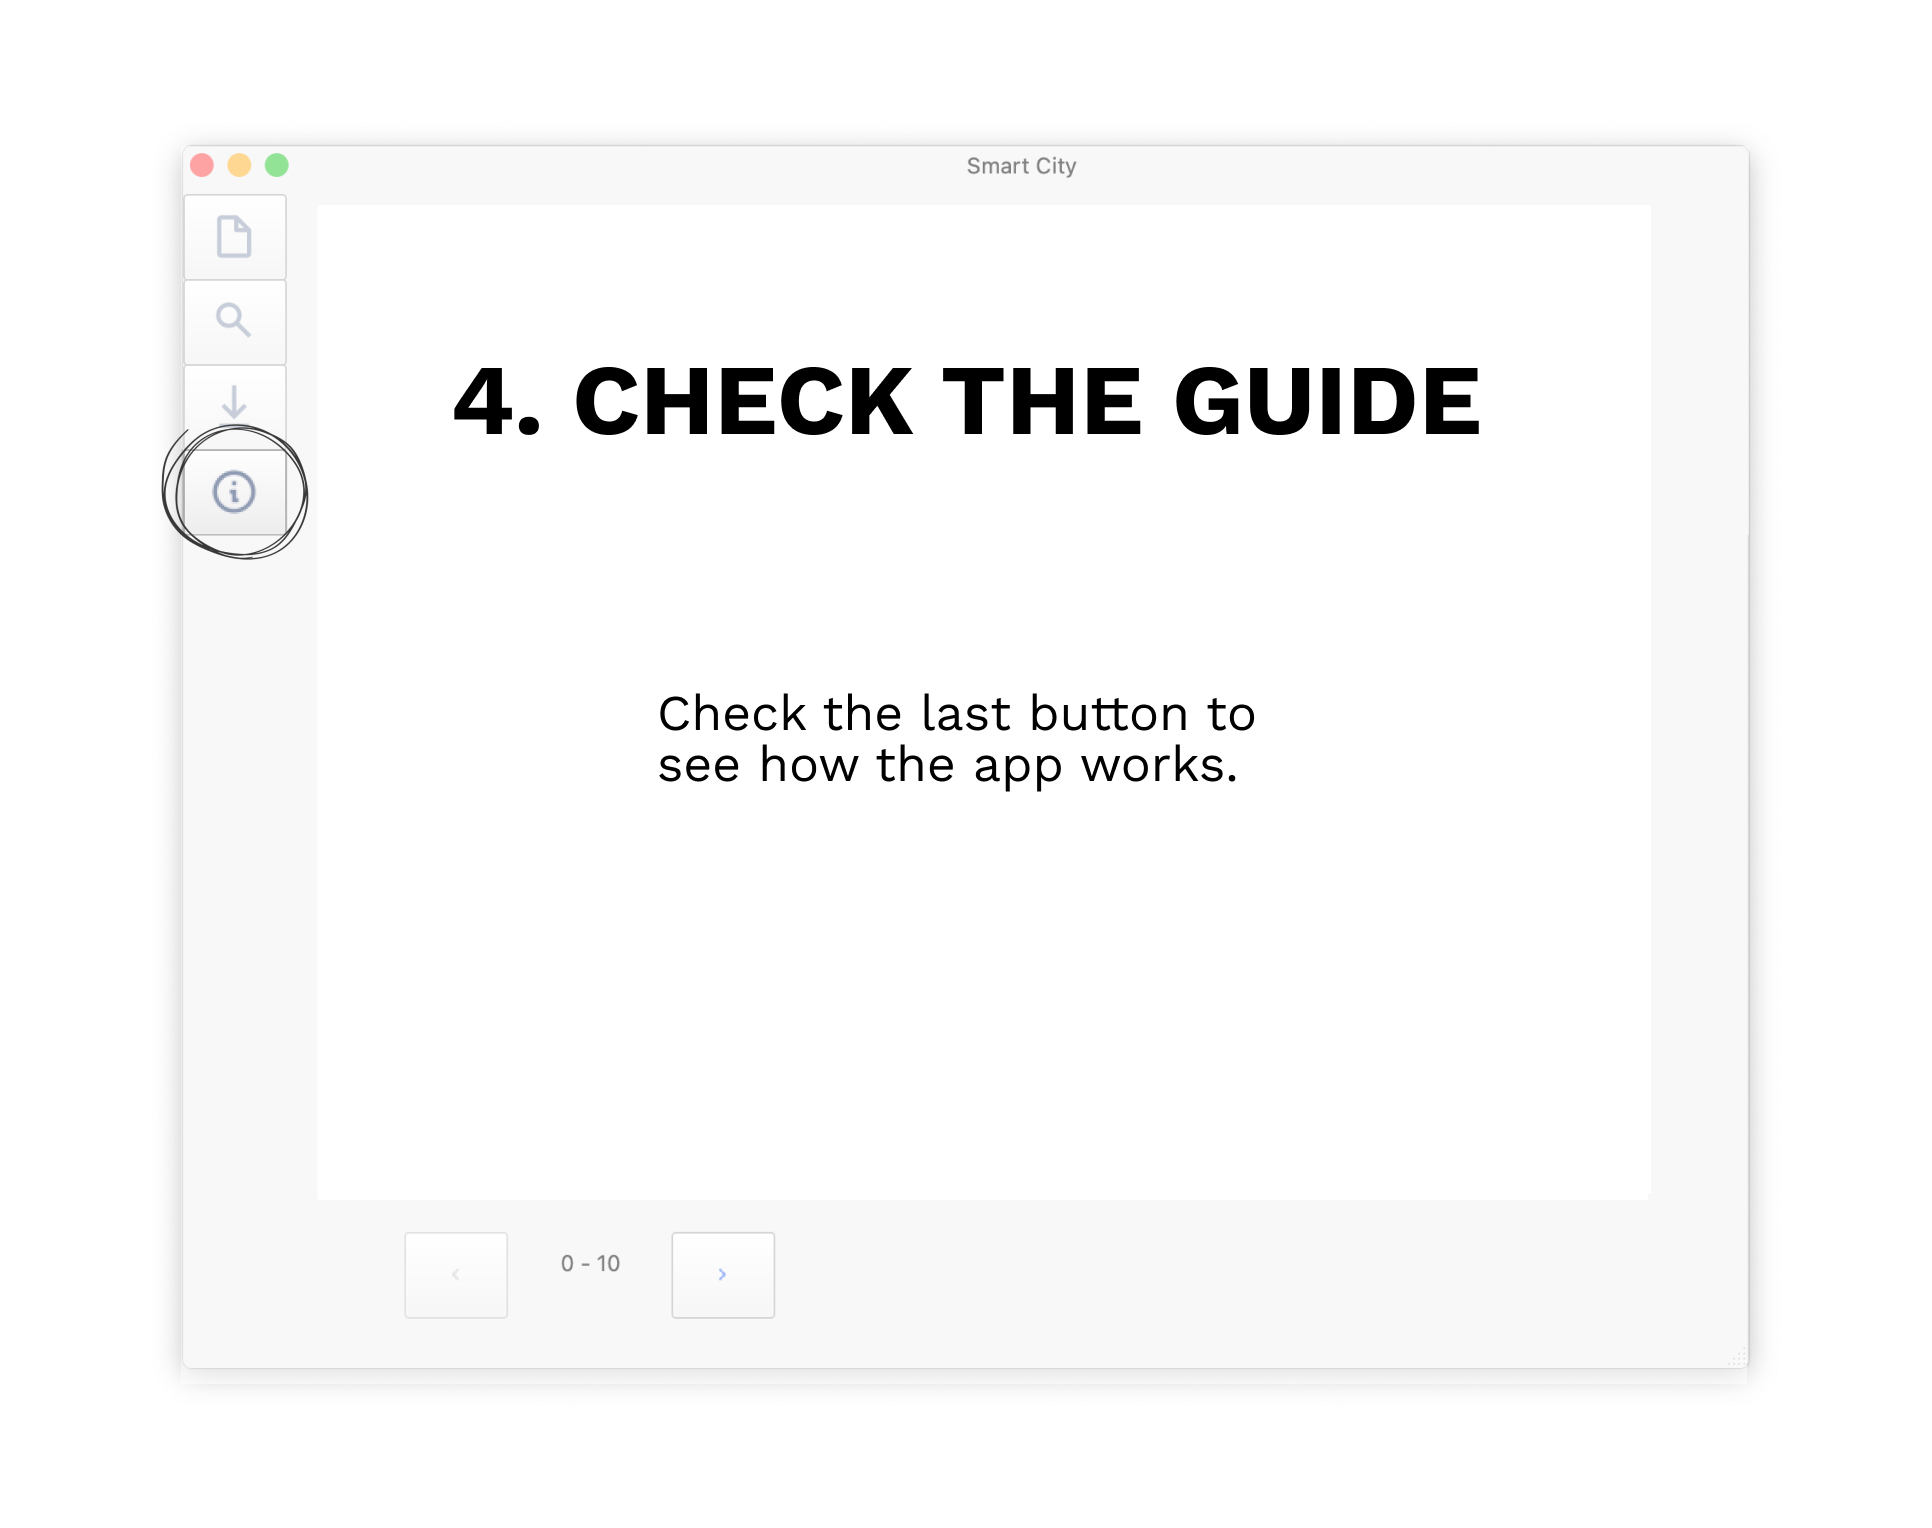 Smart City
4. CHECK THE GUIDE
Check the last button to
see how the app works.
0 - 10